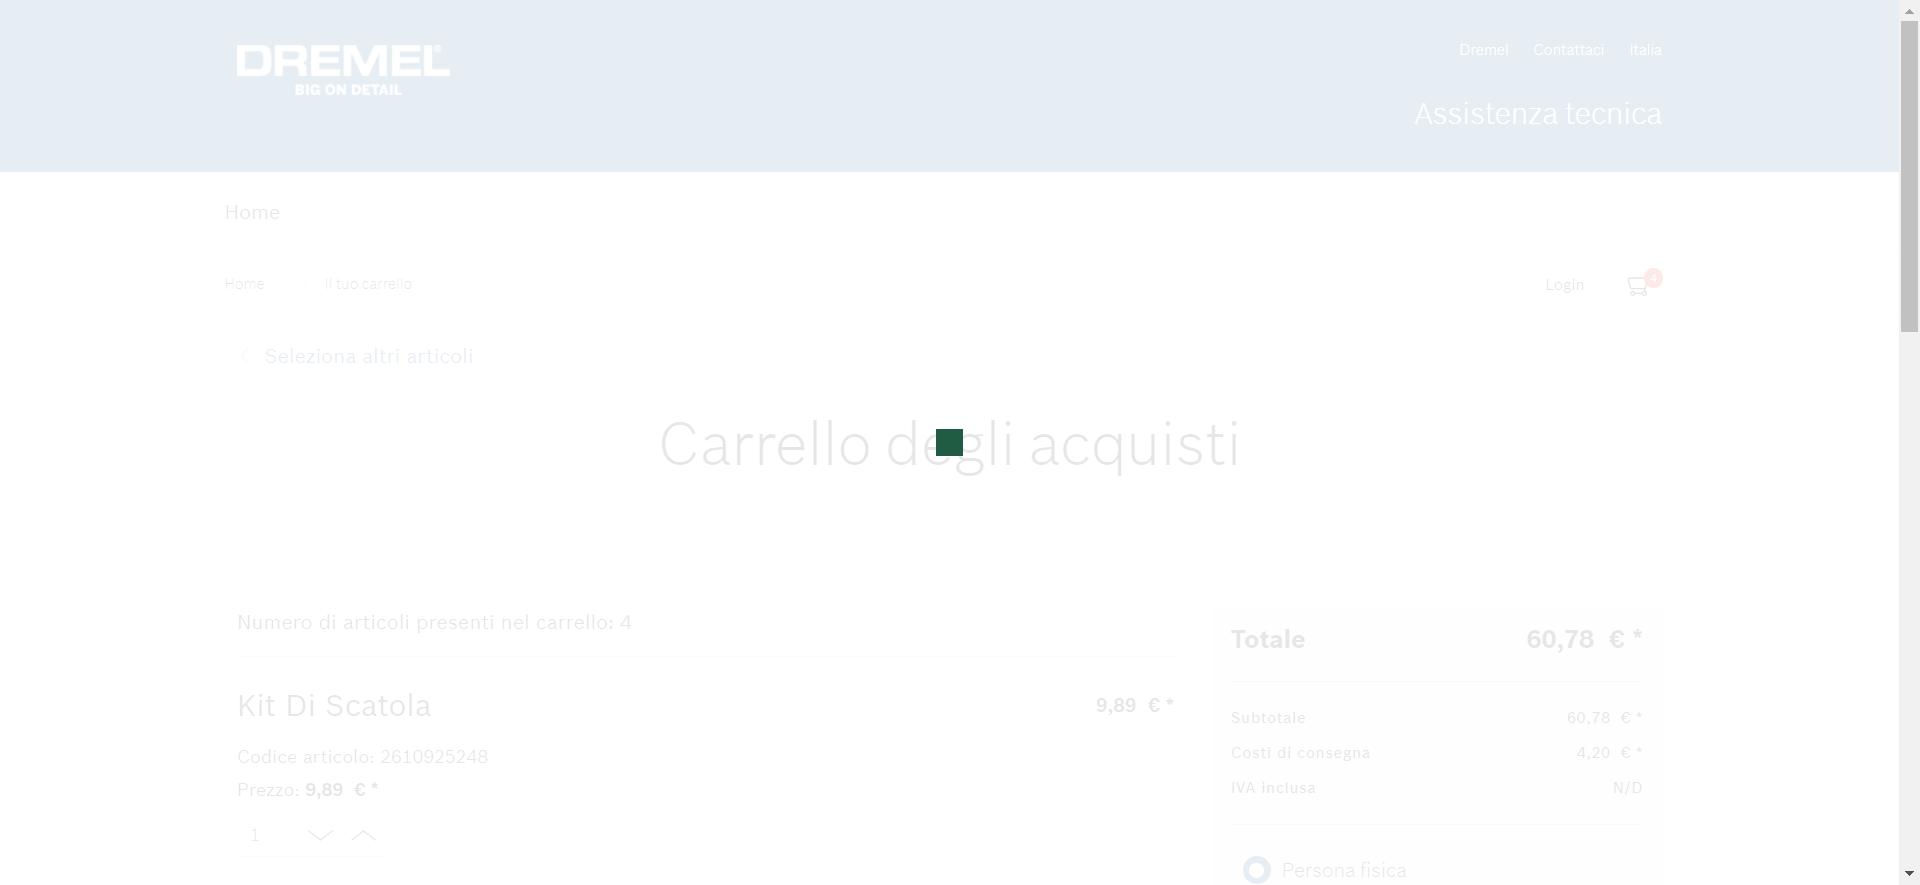 DREMEL®
BIG ON DETAIL
Dremel Contattaci Italia
Assistenza tecnica
Home
Home Il tuo carrello
Login 4
Seleziona altri articoli
Carrello degli acquisti
Numero di articoli presenti nel carrello: 4
Kit Di Scatola 9,89 € *
Codice articolo: 2610925248
Prezzo: 9,89 € *
1
Totale 60,78 € *
Subtotale 60,78 € *
Costi di consegna 4,20 € *
IVA inclusa N/D
Persona fisica